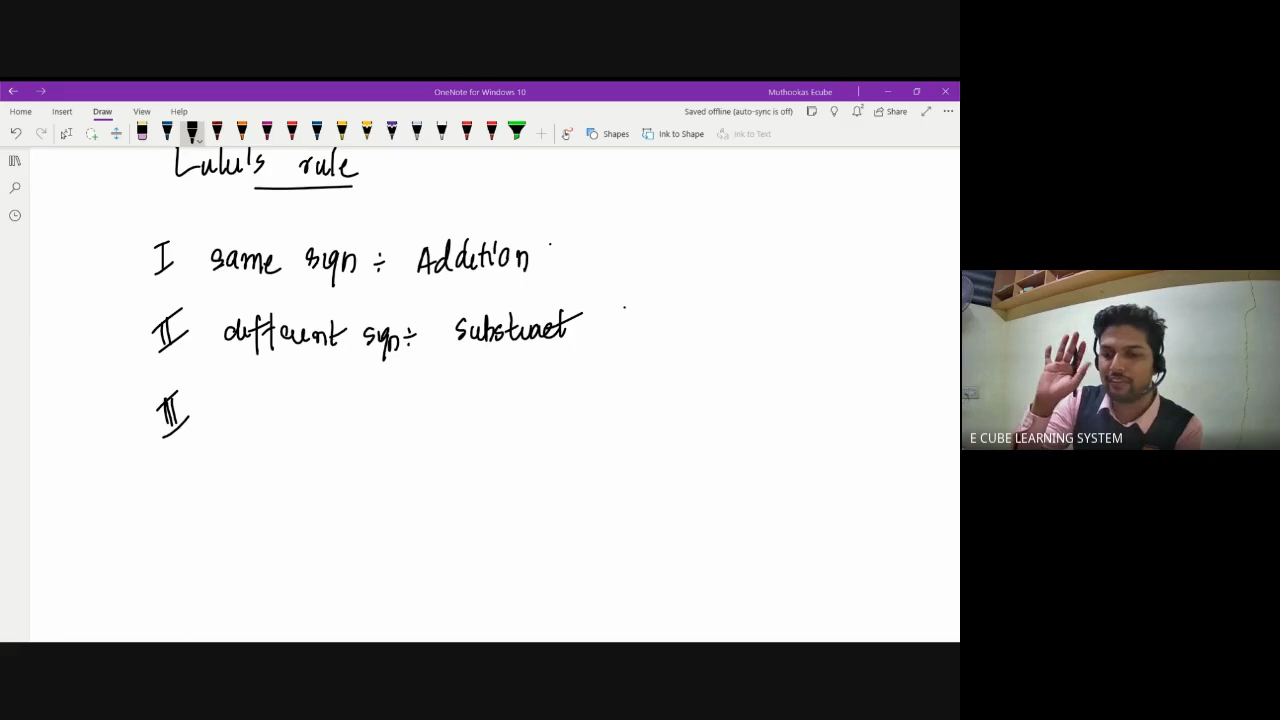 OneNote for Windows 10
Muthookas Ecube
Home Insert Draw View Help
Saved offline (auto-sync is off)
Share
Shapes
Ink to Shape
Ink to Text
Lulu's rule
I same sign ÷ Addition
II different sign ÷ substract
III
E CUBE LEARNING SYSTEM